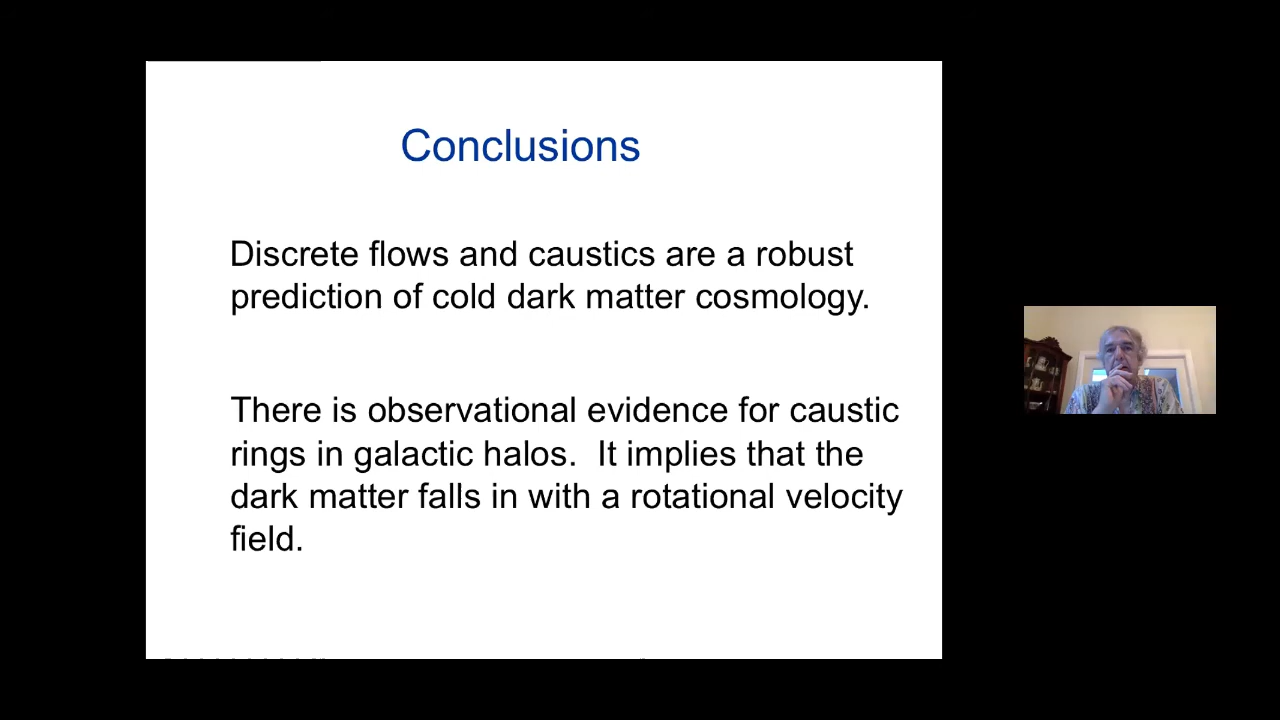 Conclusions
Discrete flows and caustics are a robust
prediction of cold dark matter cosmology.
There is observational evidence for caustic
rings in galactic halos.  It implies that the
dark matter falls in with a rotational velocity
field.